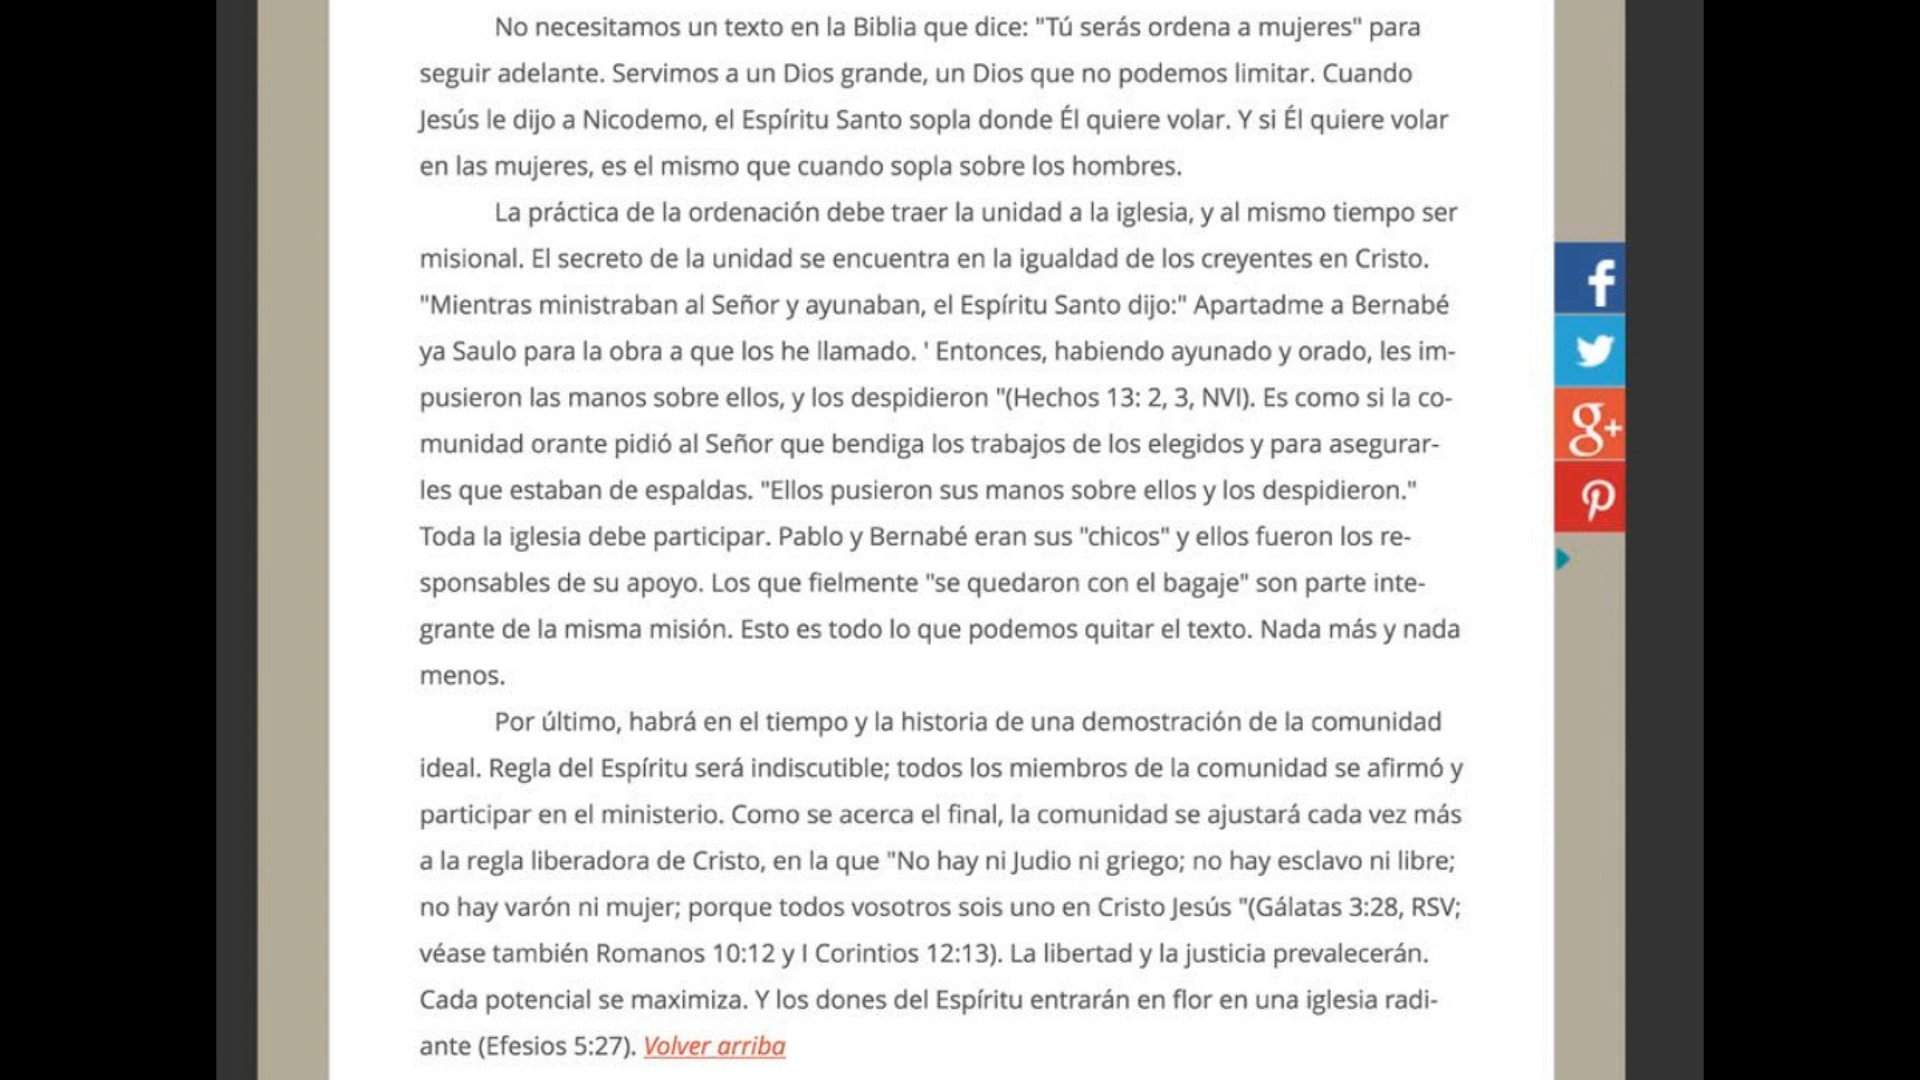 No necesitamos un texto en la Biblia que dice: "Tú serás ordena a mujeres" para
seguir adelante. Servimos a un Dios grande, un Dios que no podemos limitar. Cuando
Jesús le dijo a Nicodemo, el Espíritu Santo sopla donde Él quiere volar. Y si Él quiere volar
en las mujeres, es el mismo que cuando sopla sobre los hombres.
La práctica de la ordenación debe traer la unidad a la iglesia, y al mismo tiempo ser
misional. El secreto de la unidad se encuentra en la igualdad de los creyentes en Cristo.
"Mientras ministraban al Señor y ayunaban, el Espíritu Santo dijo:" Apartadme a Bernabé
ya Saulo para la obra a que los he llamado. ' Entonces, habiendo ayunado y orado, les im-
pusieron las manos sobre ellos, y los despidieron "(Hechos 13: 2, 3, NVI). Es como si la co-
munidad orante pidió al Señor que bendiga los trabajos de los elegidos y para asegurar-
les que estaban de espaldas. "Ellos pusieron sus manos sobre ellos y los despidieron."
Toda la iglesia debe participar. Pablo y Bernabé eran sus "chicos" y ellos fueron los re-
sponsables de su apoyo. Los que fielmente "se quedaron con el bagaje" son parte inte-
grante de la misma misión. Esto es todo lo que podemos quitar el texto. Nada más y nada
menos.
Por último, habrá en el tiempo y la historia de una demostración de la comunidad
ideal. Regla del Espíritu será indiscutible; todos los miembros de la comunidad se afirmó y
participar en el ministerio. Como se acerca el final, la comunidad se ajustará cada vez más
a la regla liberadora de Cristo, en la que "No hay ni Judio ni griego; no hay esclavo ni libre;
no hay varón ni mujer; porque todos vosotros sois uno en Cristo Jesús "(Gálatas 3:28, RSV;
véase también Romanos 10:12 y I Corintios 12:13). La libertad y la justicia prevalecerán.
Cada potencial se maximiza. Y los dones del Espíritu entrarán en flor en una iglesia radi-
ante (Efesios 5:27). Volver arriba
f
g+